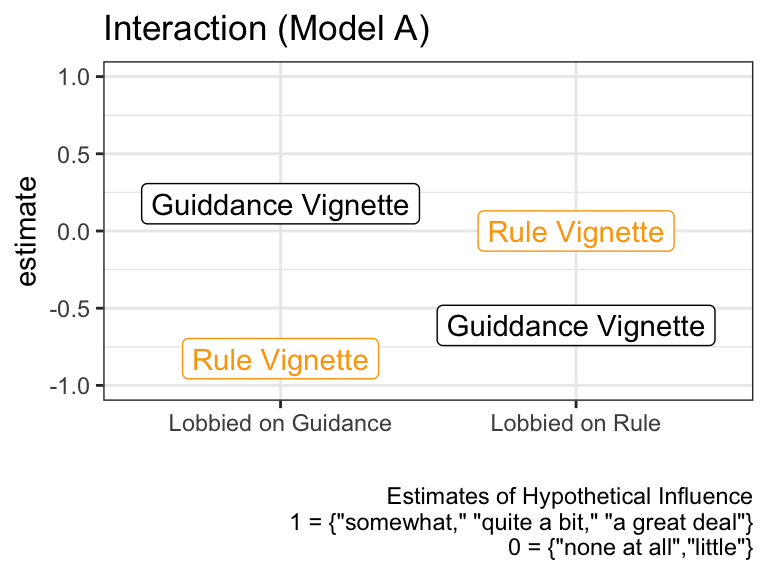 Interaction (Model A)
estimate
1.0
0.5
0.0
-0.5
-1.0
Guiddance Vignette
Rule Vignette
Rule Vignette
Guiddance Vignette
Lobbied on Guidance
Lobbied on Rule
Estimates of Hypothetical Influence
1 = {"somewhat," "quite a bit," "a great deal"}
0 = {"none at all","little"}